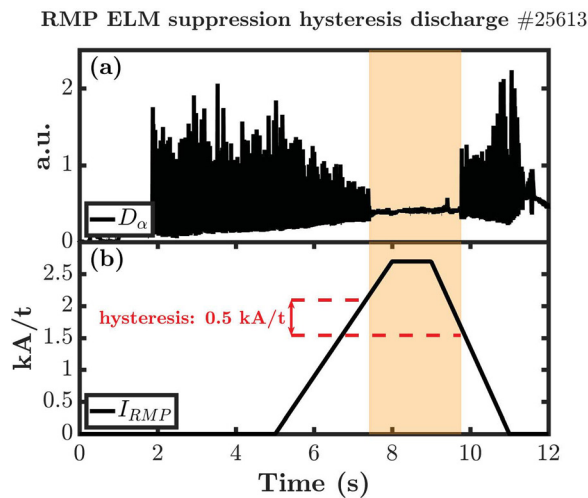 RMP ELM suppression hysteresis discharge #25613
(a)
a.u.
2
1
0
D_α
(b)
kA/t
2.5
2
1.5
1
0.5
0
hysteresis: 0.5 kA/t
I_RMP
0 2 4 6 8 10 12
Time (s)